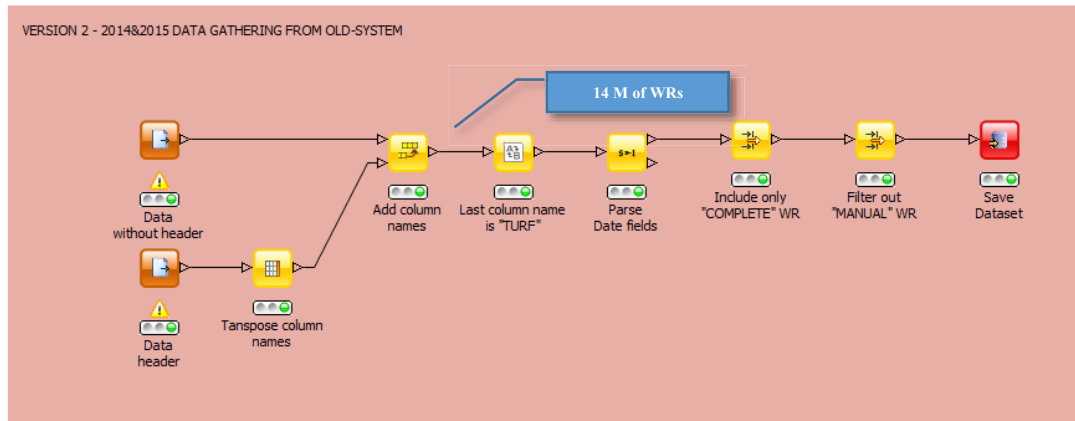 VERSION 2 - 2014&2015 DATA GATHERING FROM OLD-SYSTEM
14 M of WRs
Data
without header
Add column
names
Last column name
is "TURF"
S▸I
Parse
Date fields
Include only
"COMPLETE" WR
Filter out
"MANUAL" WR
Save
Dataset
Data
header
Tanspose column
names